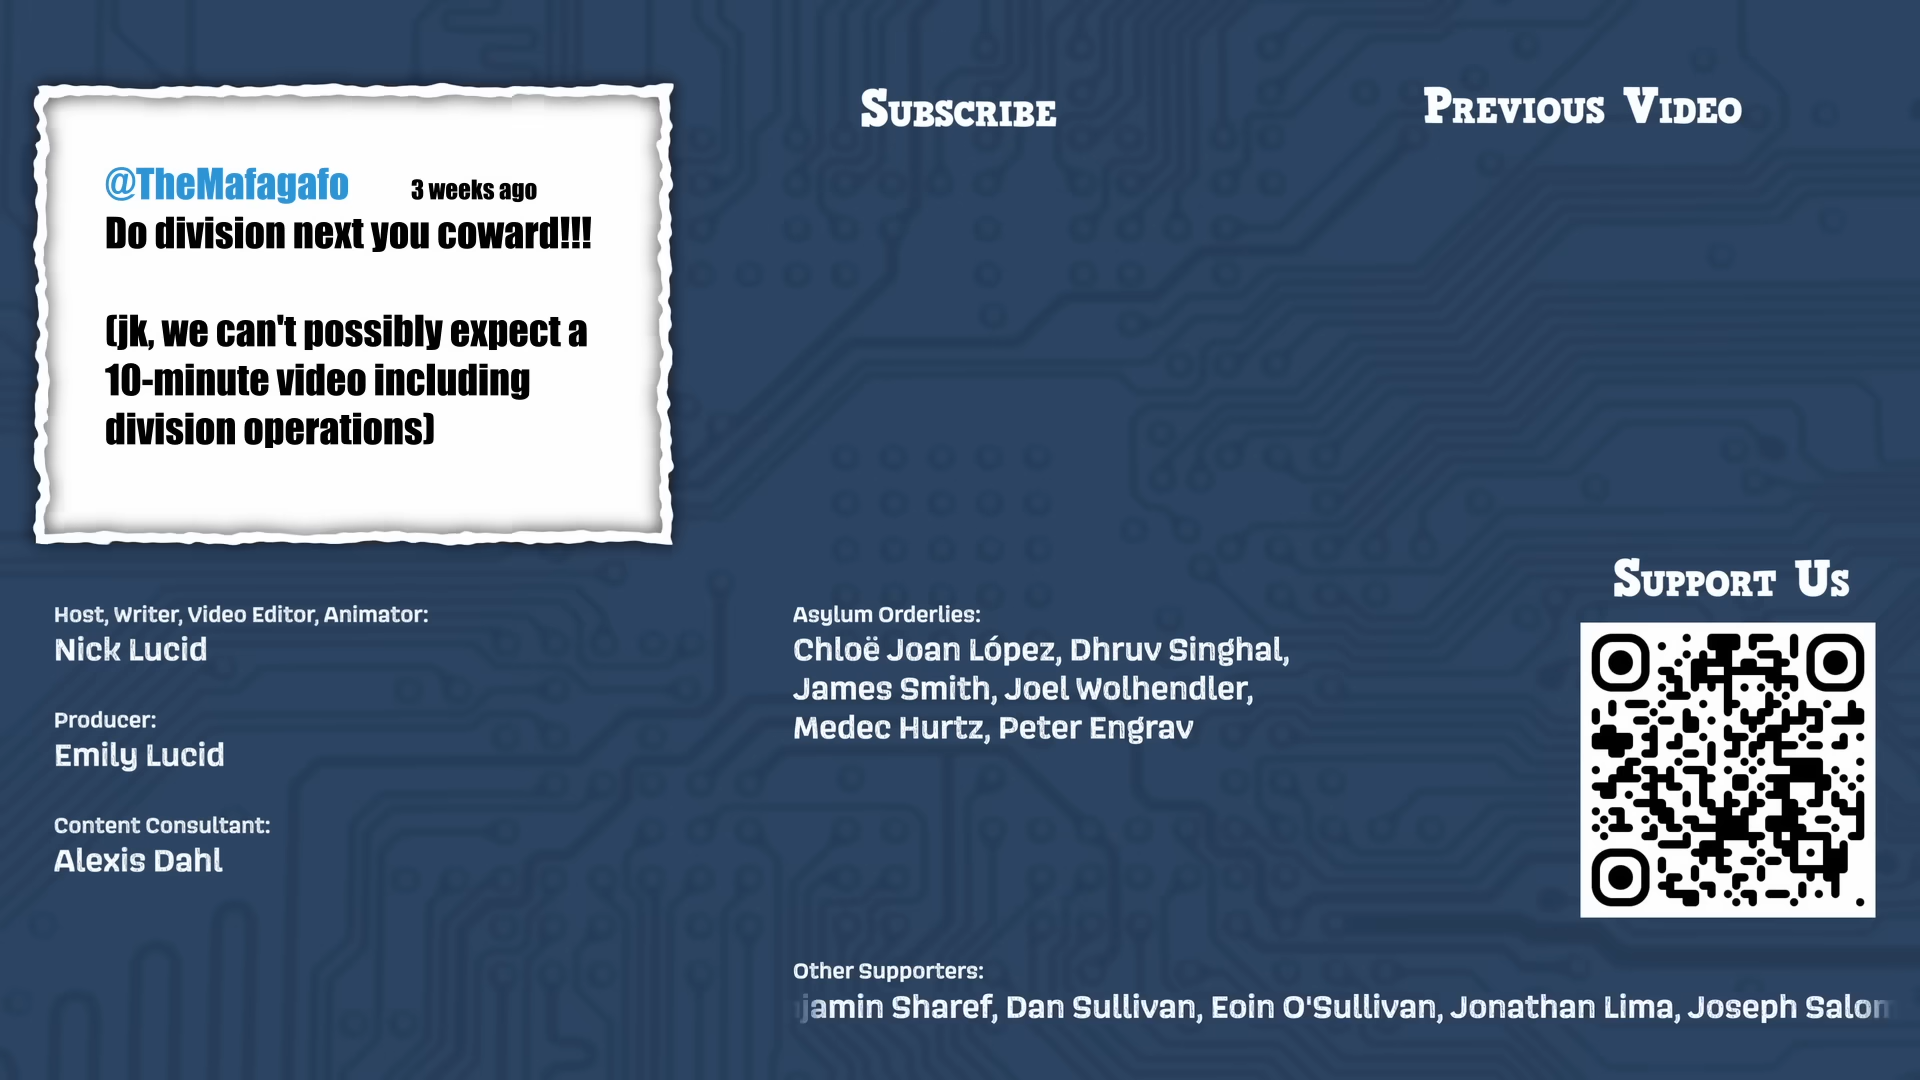 Subscribe
Previous Video
@TheMafagafo 3 weeks ago
Do division next you coward!!!
(jk, we can't possibly expect a
10-minute video including
division operations)
Support Us
Host, Writer, Video Editor, Animator:
Nick Lucid
Producer:
Emily Lucid
Content Consultant:
Alexis Dahl
Asylum Orderlies:
Chloë Joan López, Dhruv Singhal,
James Smith, Joel Wolhendler,
Medec Hurtz, Peter Engrav
Other Supporters:
Sharef, Dan Sullivan, Eoin O'Sullivan, Jonathan Lima, Joseph